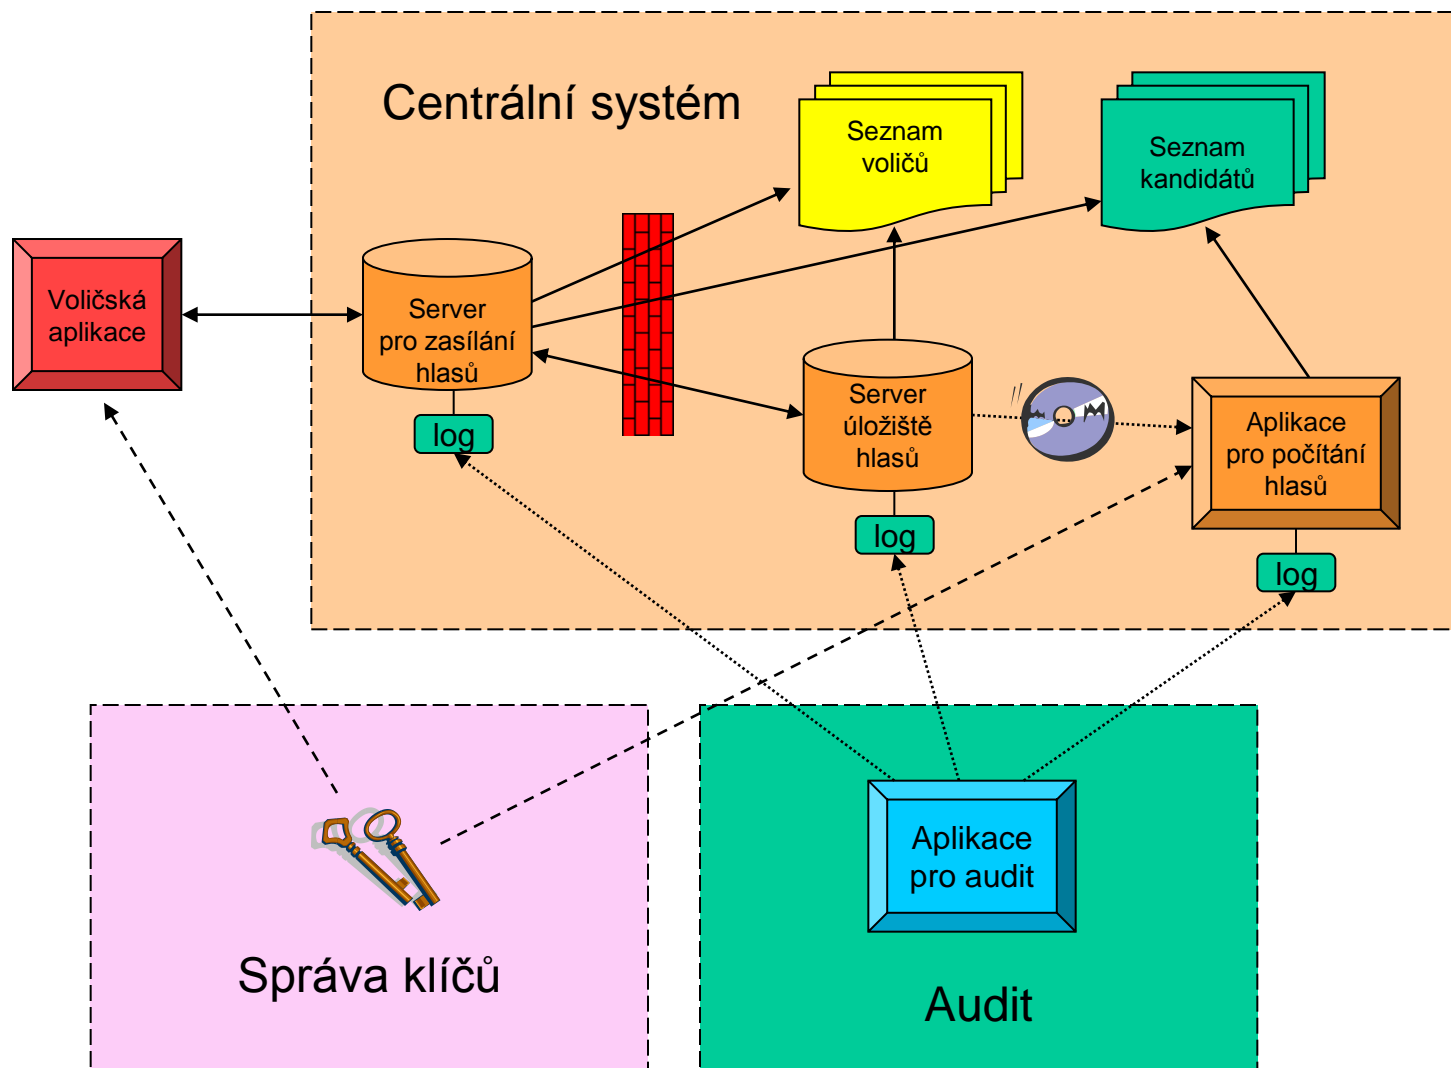 Centrální systém
Seznam
voličů
Seznam
kandidátů
Voličská
aplikace
Server
pro zasílání
hlasů
log
Server
úložiště
hlasů
log
Aplikace
pro počítání
hlasů
log
Správa klíčů
Aplikace
pro audit
Audit